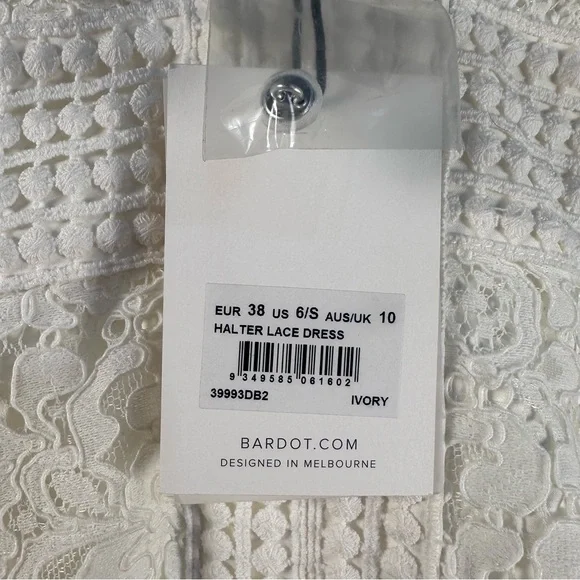 EUR 38 US 6/S AUS/UK 10
HALTER LACE DRESS
9 349585 061602
39993DB2 IVORY
BARDOT.COM
DESIGNED IN MELBOURNE